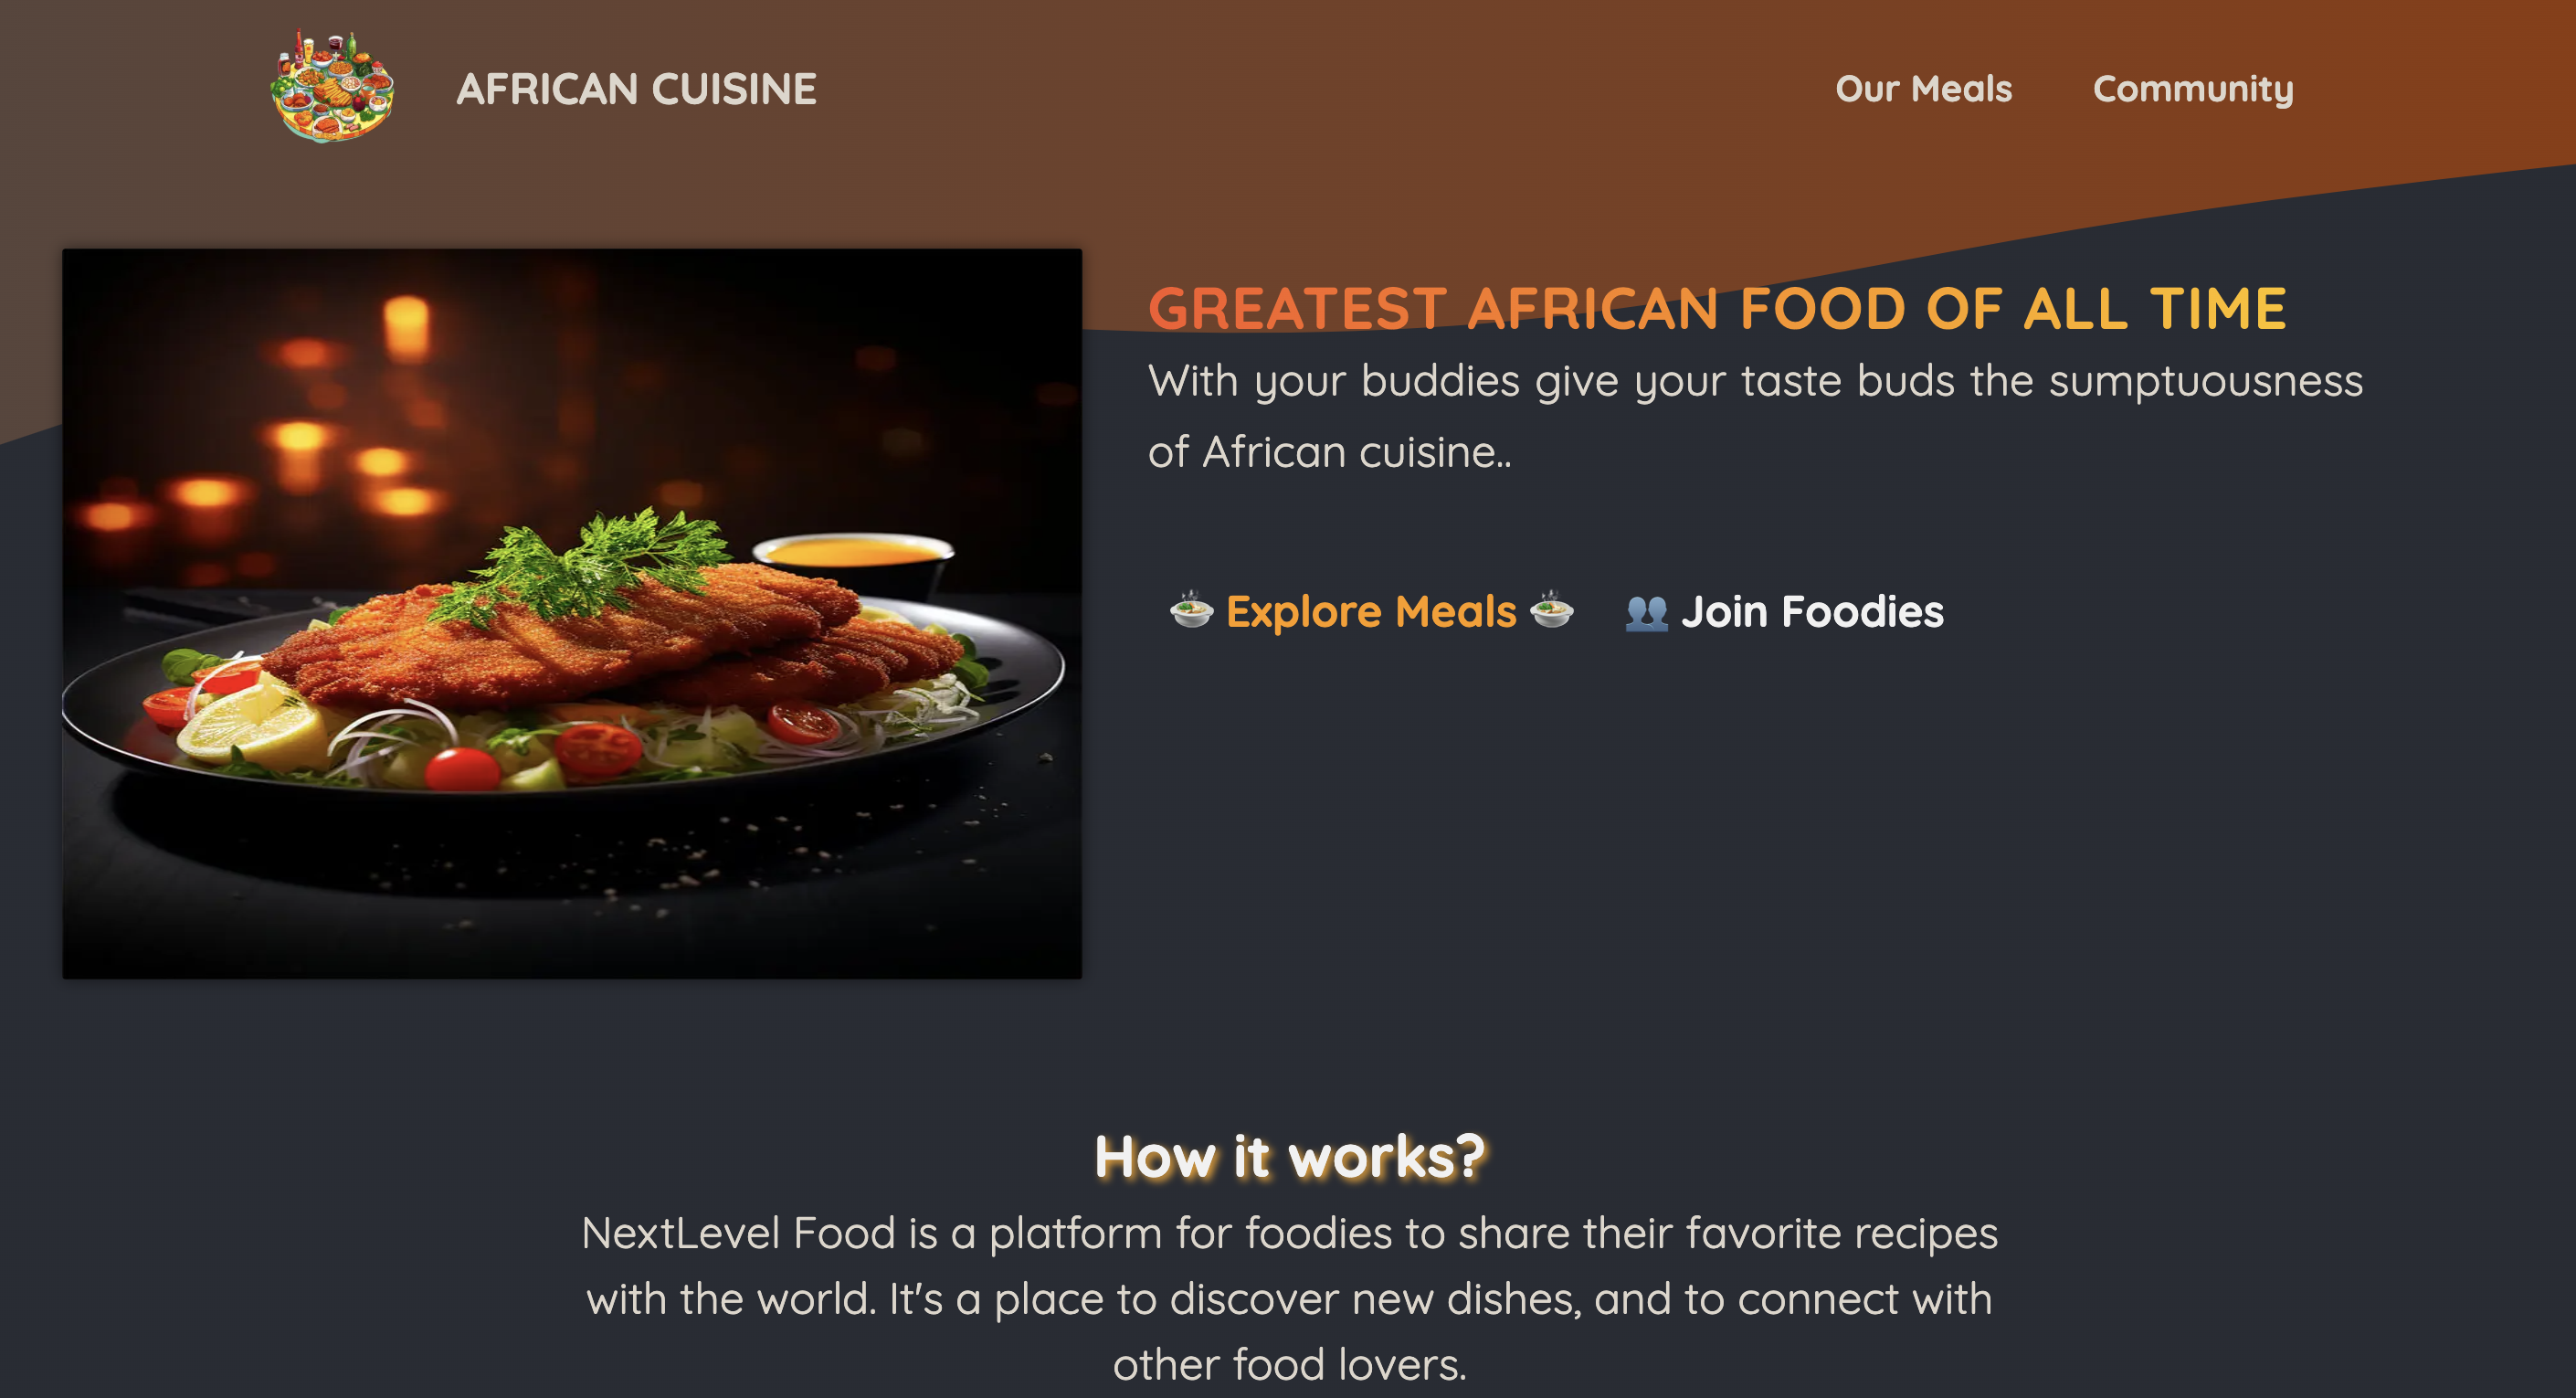 AFRICAN CUISINE
Our Meals
Community
GREATEST AFRICAN FOOD OF ALL TIME
With your buddies give your taste buds the sumptuousness
of African cuisine..
🍲 Explore Meals 🍲
👥 Join Foodies
How it works?
NextLevel Food is a platform for foodies to share their favorite recipes
with the world. It's a place to discover new dishes, and to connect with
other food lovers.